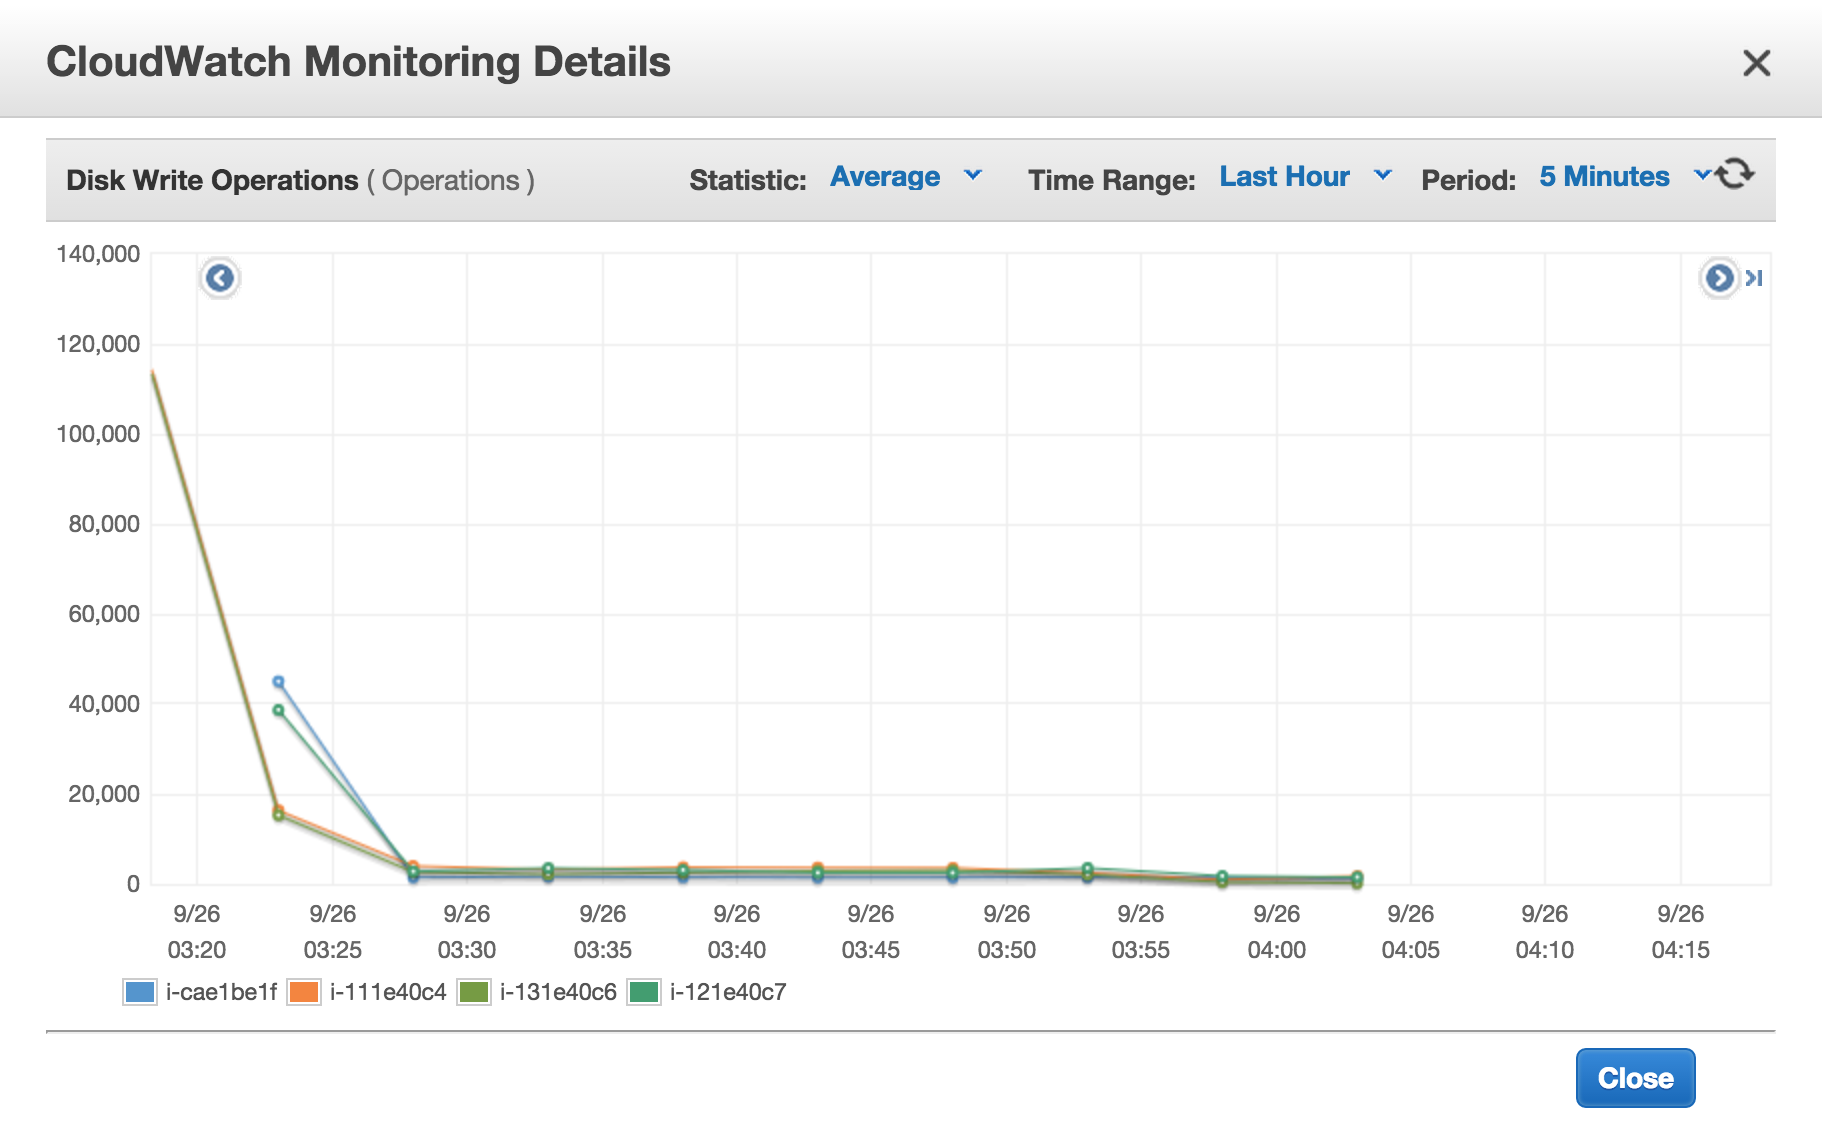 CloudWatch Monitoring Details
Disk Write Operations ( Operations ) Statistic: Average Time Range: Last Hour Period: 5 Minutes
140,000
120,000
100,000
80,000
60,000
40,000
20,000
0
9/26 9/26 9/26 9/26 9/26 9/26 9/26 9/26 9/26 9/26 9/26 9/26
03:20 03:25 03:30 03:35 03:40 03:45 03:50 03:55 04:00 04:05 04:10 04:15
i-cae1be1f i-111e40c4 i-131e40c6 i-121e40c7
Close